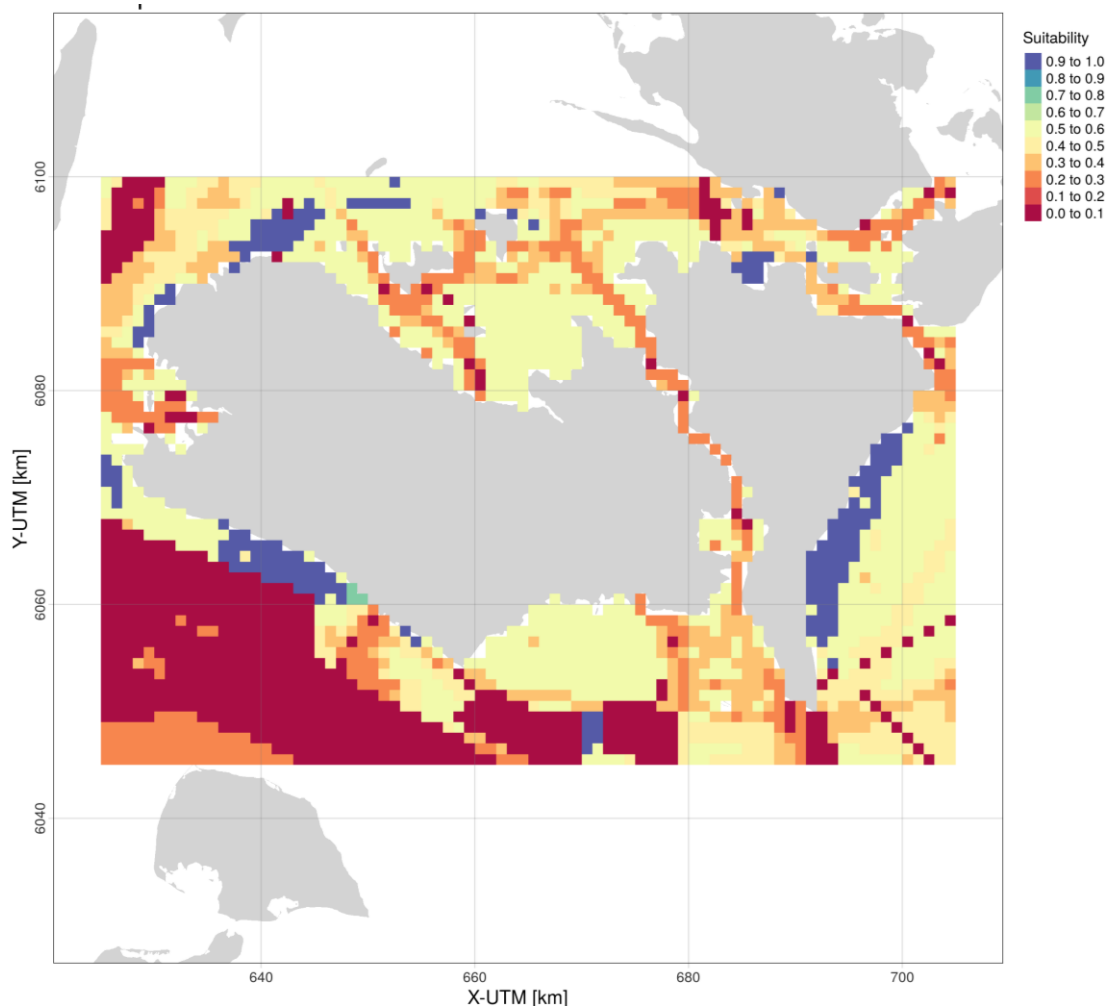 Suitability
0.9 to 1.0
0.8 to 0.9
0.7 to 0.8
0.6 to 0.7
0.5 to 0.6
0.4 to 0.5
0.3 to 0.4
0.2 to 0.3
0.1 to 0.2
0.0 to 0.1
6100
6080
6060
6040
Y-UTM [km]
640
660
680
700
X-UTM [km]